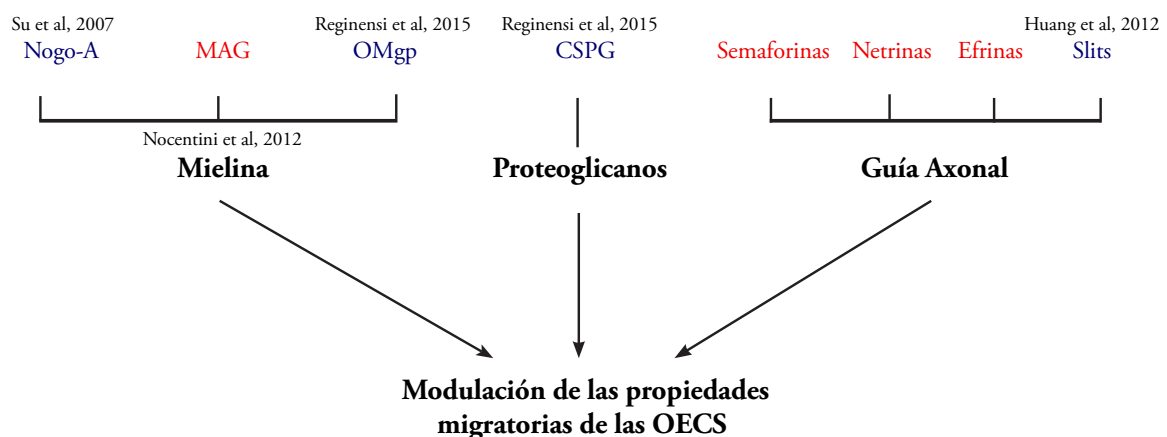 Su et al, 2007 Reginensi et al, 2015 Reginensi et al, 2015 Huang et al, 2012
Nogo-A MAG OMgp CSPG Semaforinas Netrinas Efrinas Slits
Nocentini et al, 2012
Mielina Proteoglicanos Guía Axonal
Modulación de las propiedades
migratorias de las OECS